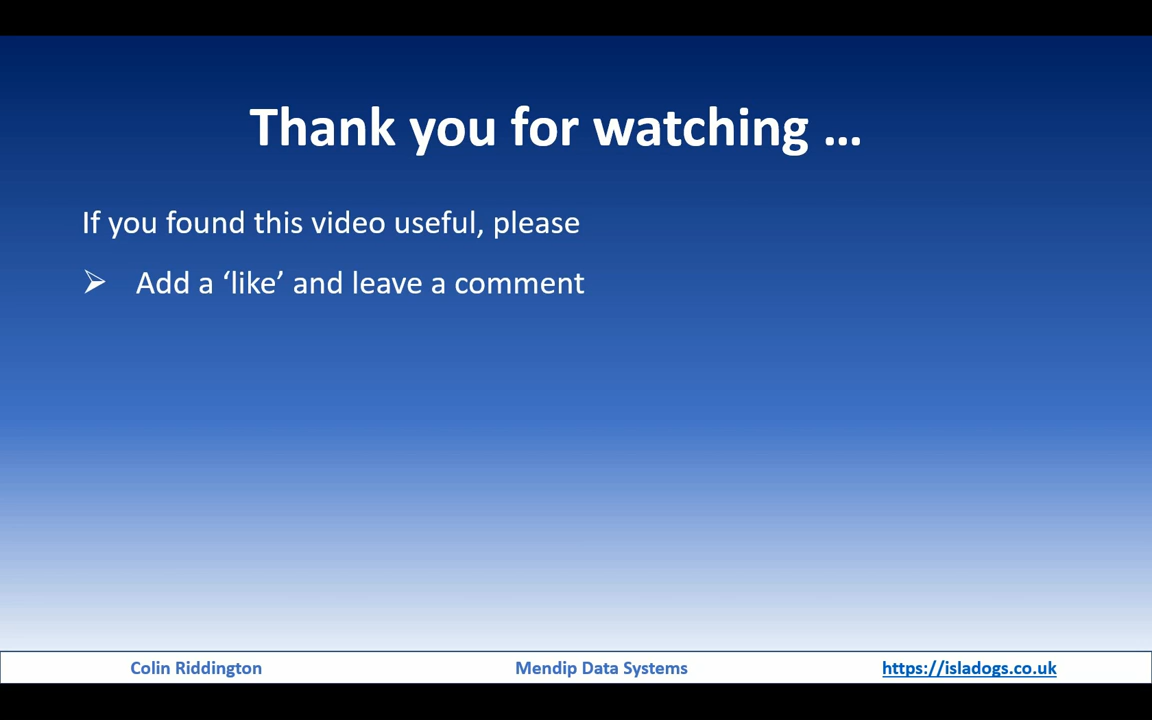 Thank you for watching ...
If you found this video useful, please
➢ Add a ‘like’ and leave a comment
Colin Riddington Mendip Data Systems https://isladogs.co.uk